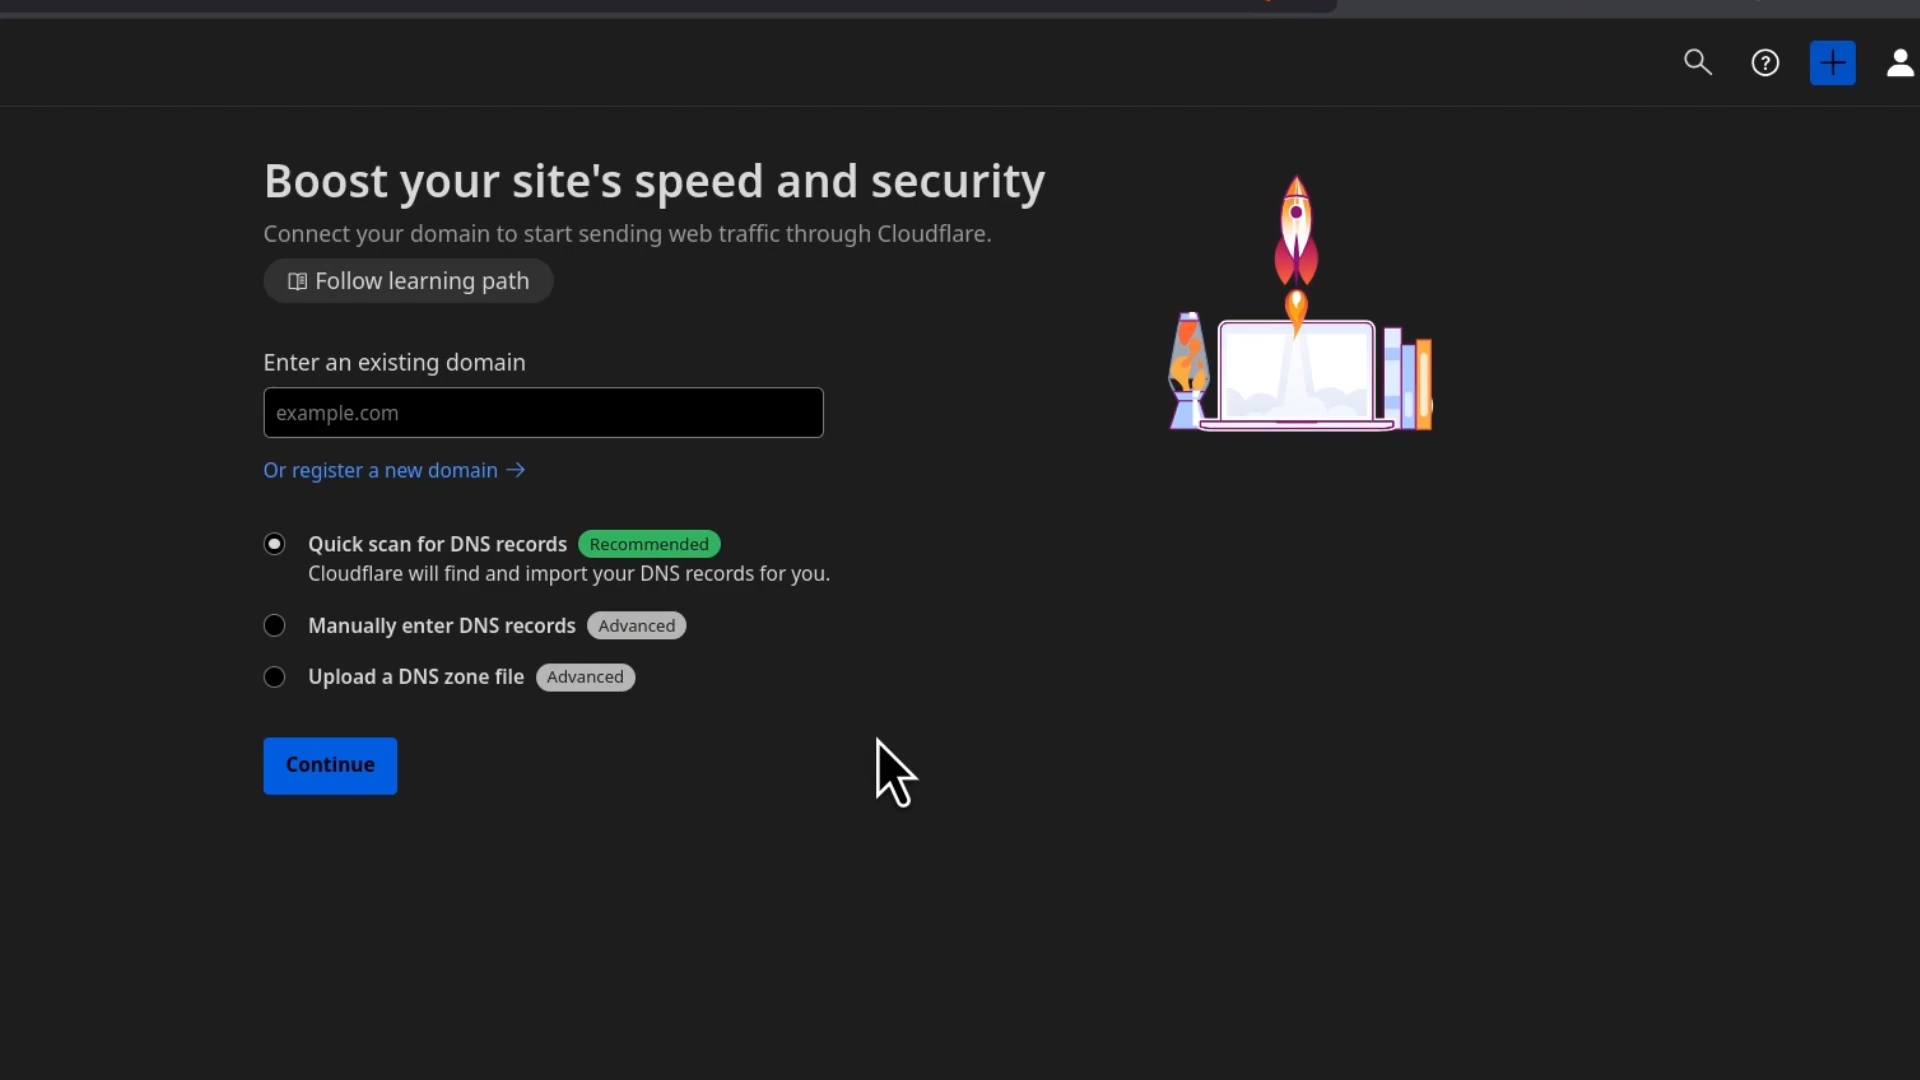 Boost your site's speed and security
Connect your domain to start sending web traffic through Cloudflare.
Follow learning path
Enter an existing domain
example.com
Or register a new domain →
Quick scan for DNS records Recommended
Cloudflare will find and import your DNS records for you.
Manually enter DNS records Advanced
Upload a DNS zone file Advanced
Continue